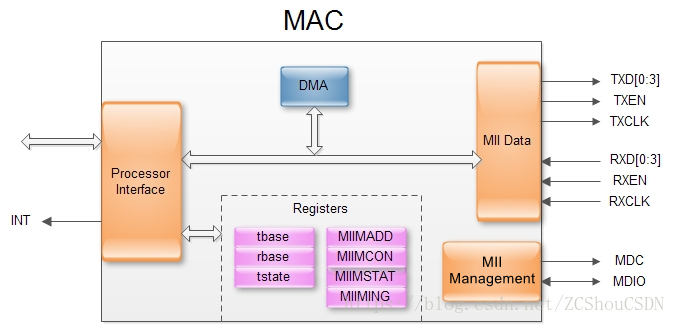 MAC
DMA
TXD[0:3]
TXEN
TXCLK
MII Data
RXD[0:3]
RXEN
RXCLK
Processor
Interface
INT
Registers
tbase
rbase
tstate
MIIMADD
MIIMCON
MIIMSTAT
MIIMING
MII
Management
MDC
MDIO
https://blog.csdn.net/ZCShouCSDN